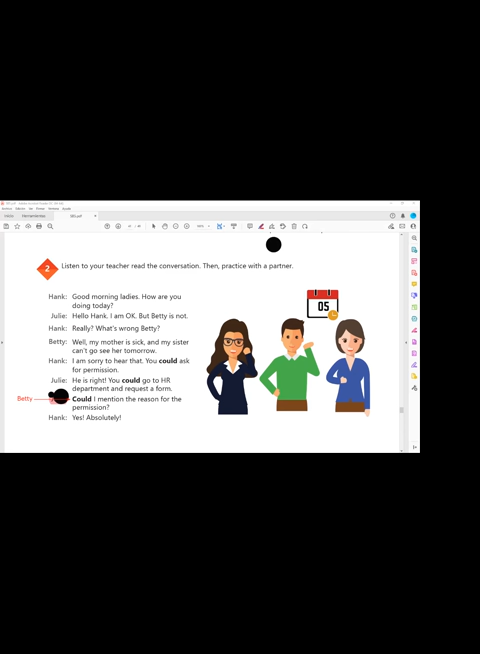 2 Listen to your teacher read the conversation. Then, practice with a partner.
Hank: Good morning ladies. How are you
doing today?
Julie: Hello Hank. I am OK. But Betty is not.
Hank: Really? What's wrong Betty?
Betty: Well, my mother is sick, and my sister
can't go see her tomorrow.
Hank: I am sorry to hear that. You could ask
for permission.
Julie: He is right! You could go to HR
department and request a form.
Betty Could I mention the reason for the
permission?
Hank: Yes! Absolutely!
05